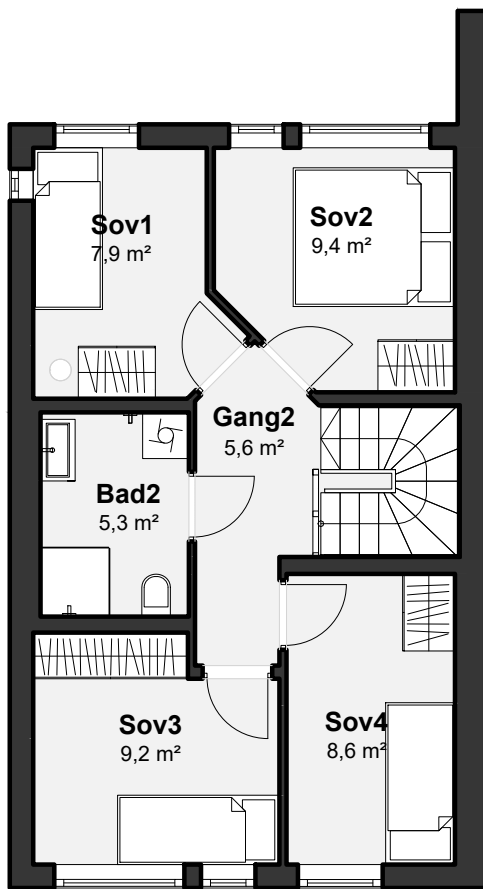 Sov1
7,9 m²
Sov2
9,4 m²
Gang2
5,6 m²
Bad2
5,3 m²
Sov3
9,2 m²
Sov4
8,6 m²